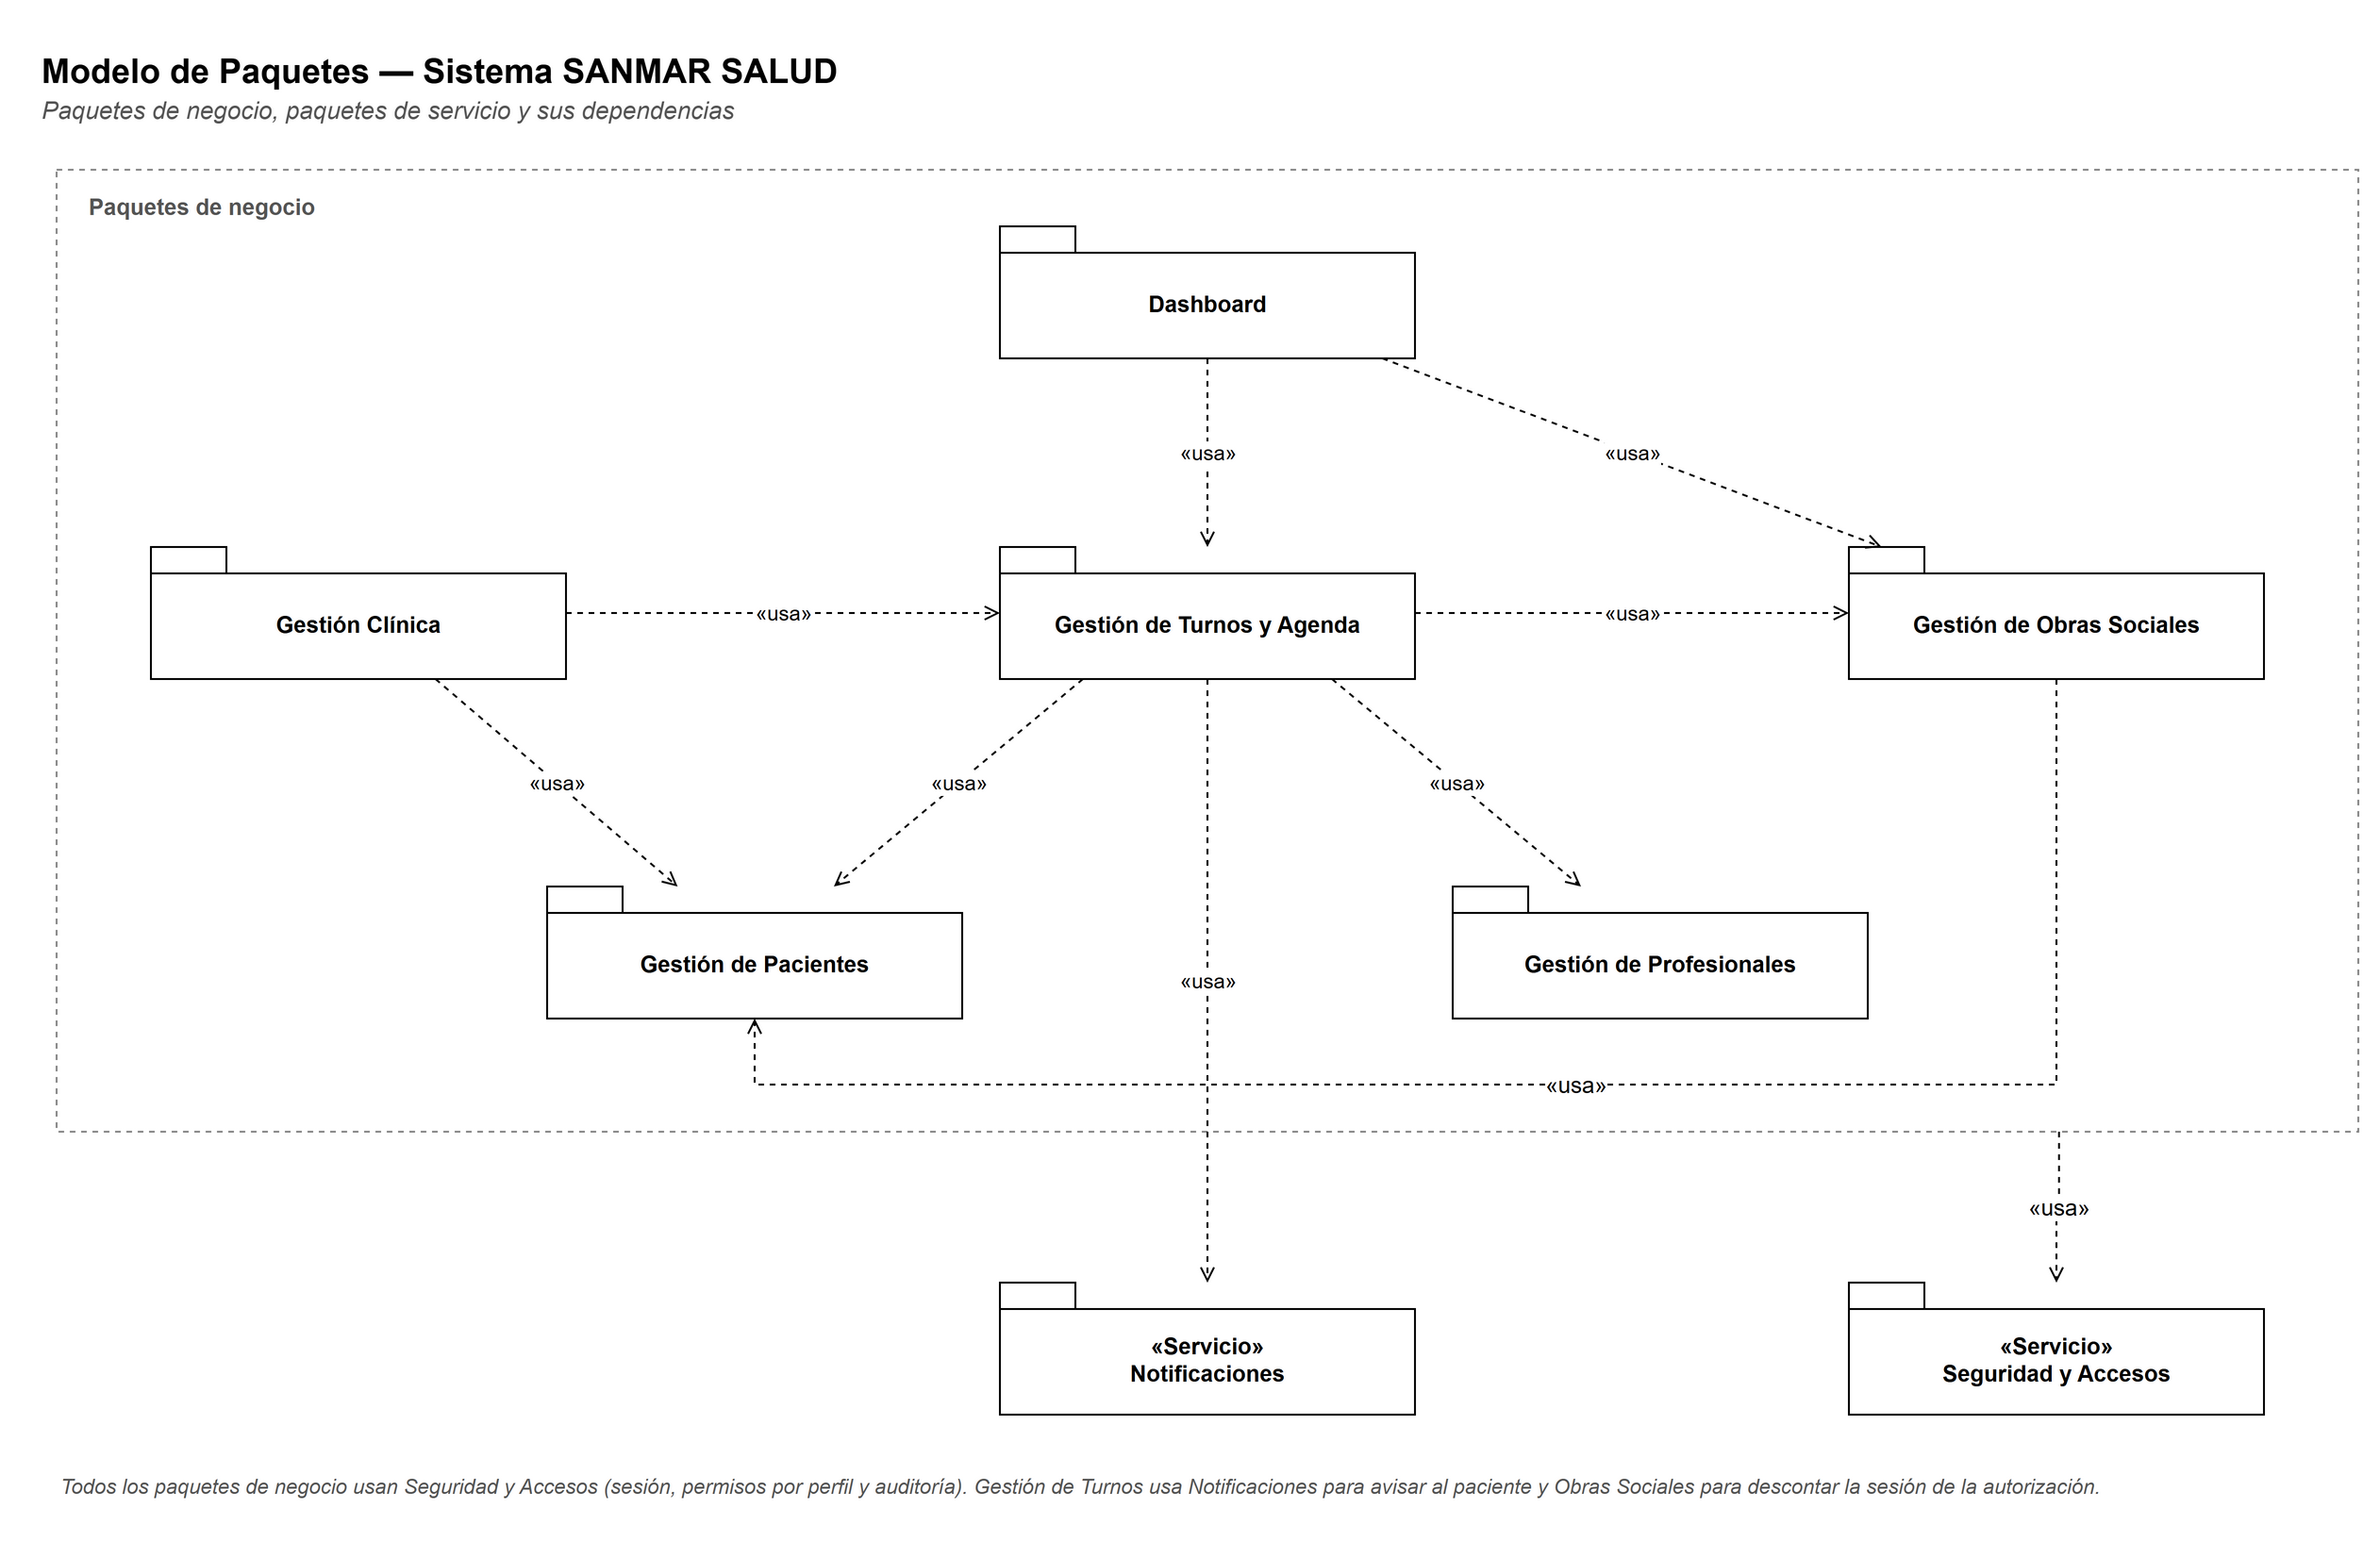 Modelo de Paquetes — Sistema SANMAR SALUD
Paquetes de negocio, paquetes de servicio y sus dependencias
Paquetes de negocio
Dashboard
«usa»
«usa»
Gestión Clínica
«usa»
Gestión de Turnos y Agenda
«usa»
Gestión de Obras Sociales
«usa»
«usa»
«usa»
Gestión de Pacientes
«usa»
Gestión de Profesionales
«usa»
«usa»
«Servicio»
Notificaciones
«Servicio»
Seguridad y Accesos
Todos los paquetes de negocio usan Seguridad y Accesos (sesión, permisos por perfil y auditoría). Gestión de Turnos usa Notificaciones para avisar al paciente y Obras Sociales para descontar la sesión de la autorización.